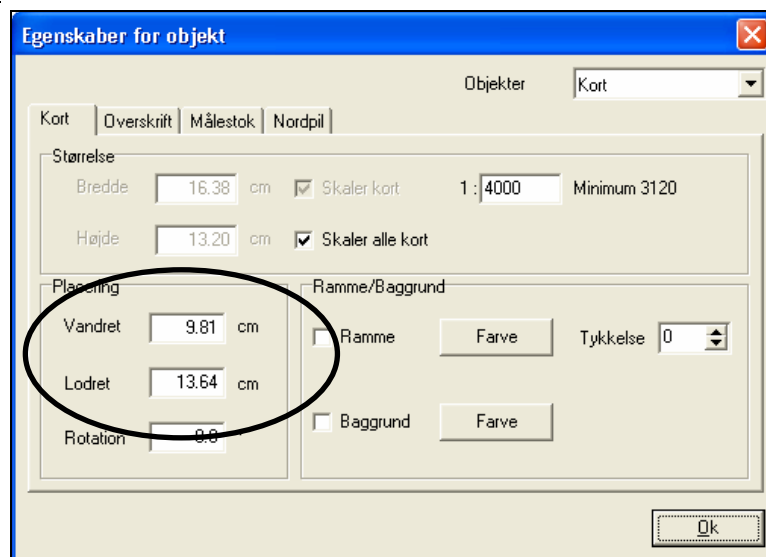 Egenskaber for objekt
Objekter Kort
Kort Overskrift Målestok Nordpil
Størrelse
Bredde 16.38 cm Skaler kort 1 : 4000 Minimum 3120
Højde 13.20 cm Skaler alle kort
Placering Ramme/Baggrund
Vandret 9.81 cm Ramme Farve Tykkelse 0
Lodret 13.64 cm
Baggrund Farve
Rotation 0.0 °
Ok